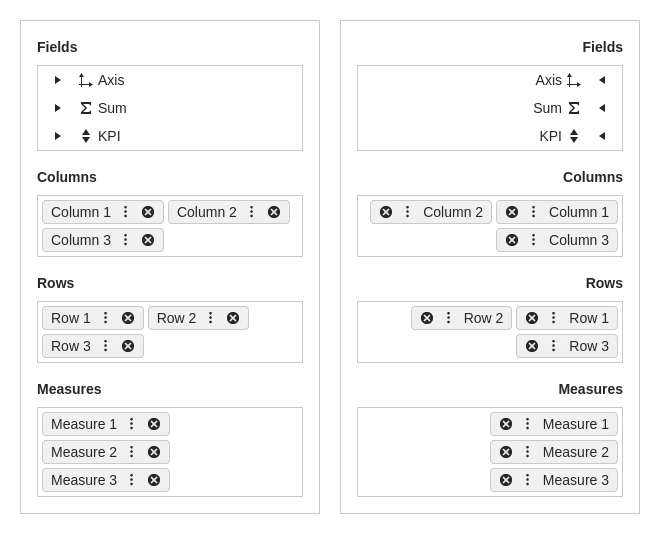 Fields
Axis
Sum
KPI
Columns
Column 1 Column 2
Column 3
Rows
Row 1 Row 2
Row 3
Measures
Measure 1
Measure 2
Measure 3
Fields
Axis
Sum
KPI
Columns
Column 2 Column 1
Column 3
Rows
Row 2 Row 1
Row 3
Measures
Measure 1
Measure 2
Measure 3